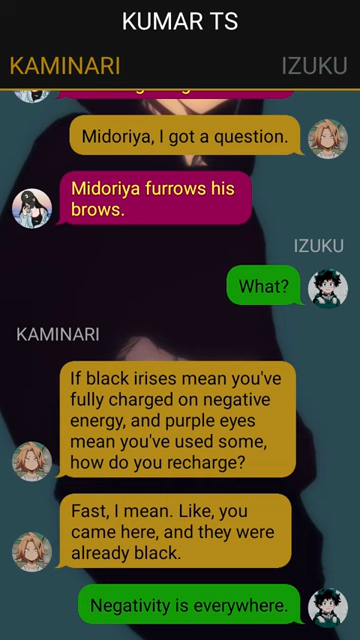 KUMAR TS
KAMINARI
IZUKU
Midoriya, I got a question.
Midoriya furrows his
brows.
IZUKU
What?
KAMINARI
If black irises mean you've
fully charged on negative
energy, and purple eyes
mean you've used some,
how do you recharge?
Fast, I mean. Like, you
came here, and they were
already black.
Negativity is everywhere.